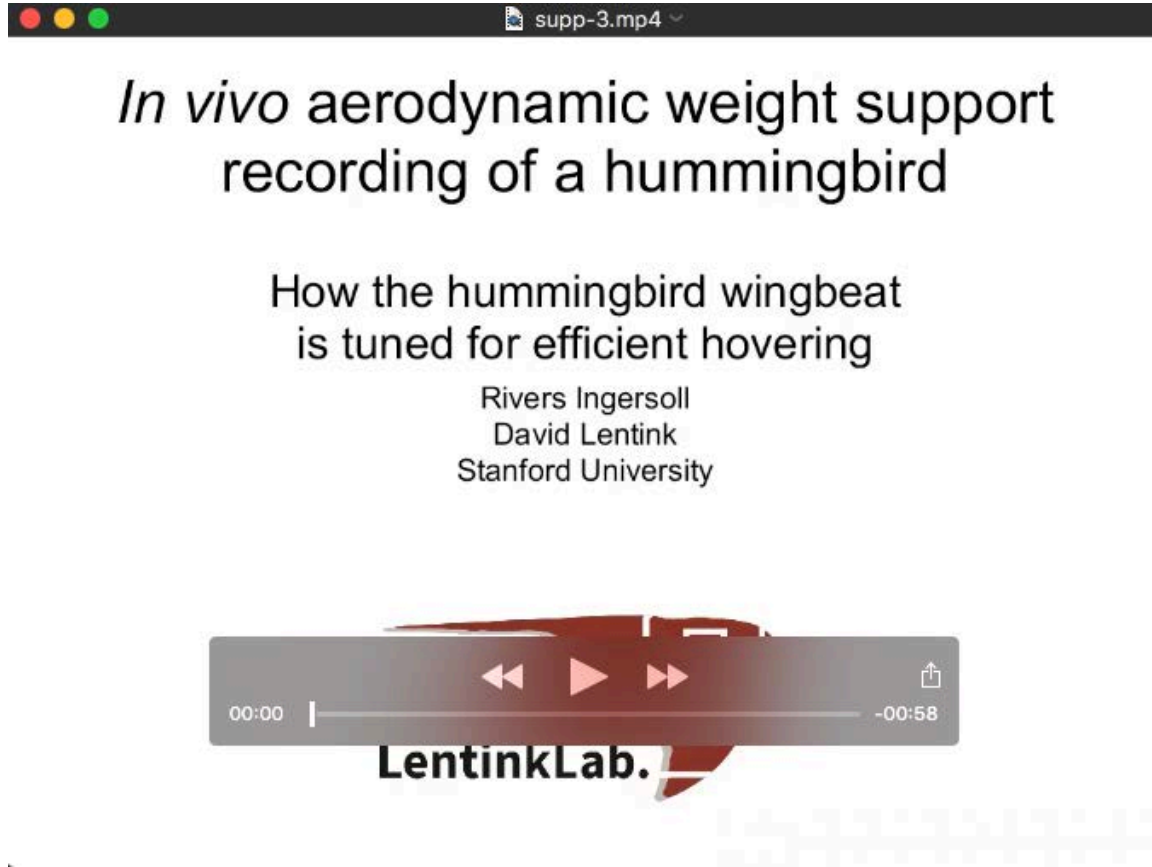 supp-3.mp4
In vivo aerodynamic weight support
recording of a hummingbird
How the hummingbird wingbeat
is tuned for efficient hovering
Rivers Ingersoll
David Lentink
Stanford University
00:00 -00:58
LentinkLab.